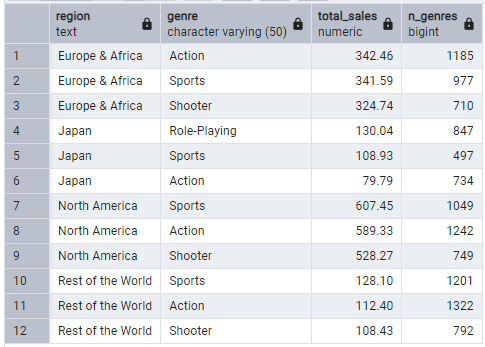 region genre total_sales n_genres
text character varying (50) numeric bigint
1 Europe & Africa Action 342.46 1185
2 Europe & Africa Sports 341.59 977
3 Europe & Africa Shooter 324.74 710
4 Japan Role-Playing 130.04 847
5 Japan Sports 108.93 497
6 Japan Action 79.79 734
7 North America Sports 607.45 1049
8 North America Action 589.33 1242
9 North America Shooter 528.27 749
10 Rest of the World Sports 128.10 1201
11 Rest of the World Action 112.40 1322
12 Rest of the World Shooter 108.43 792